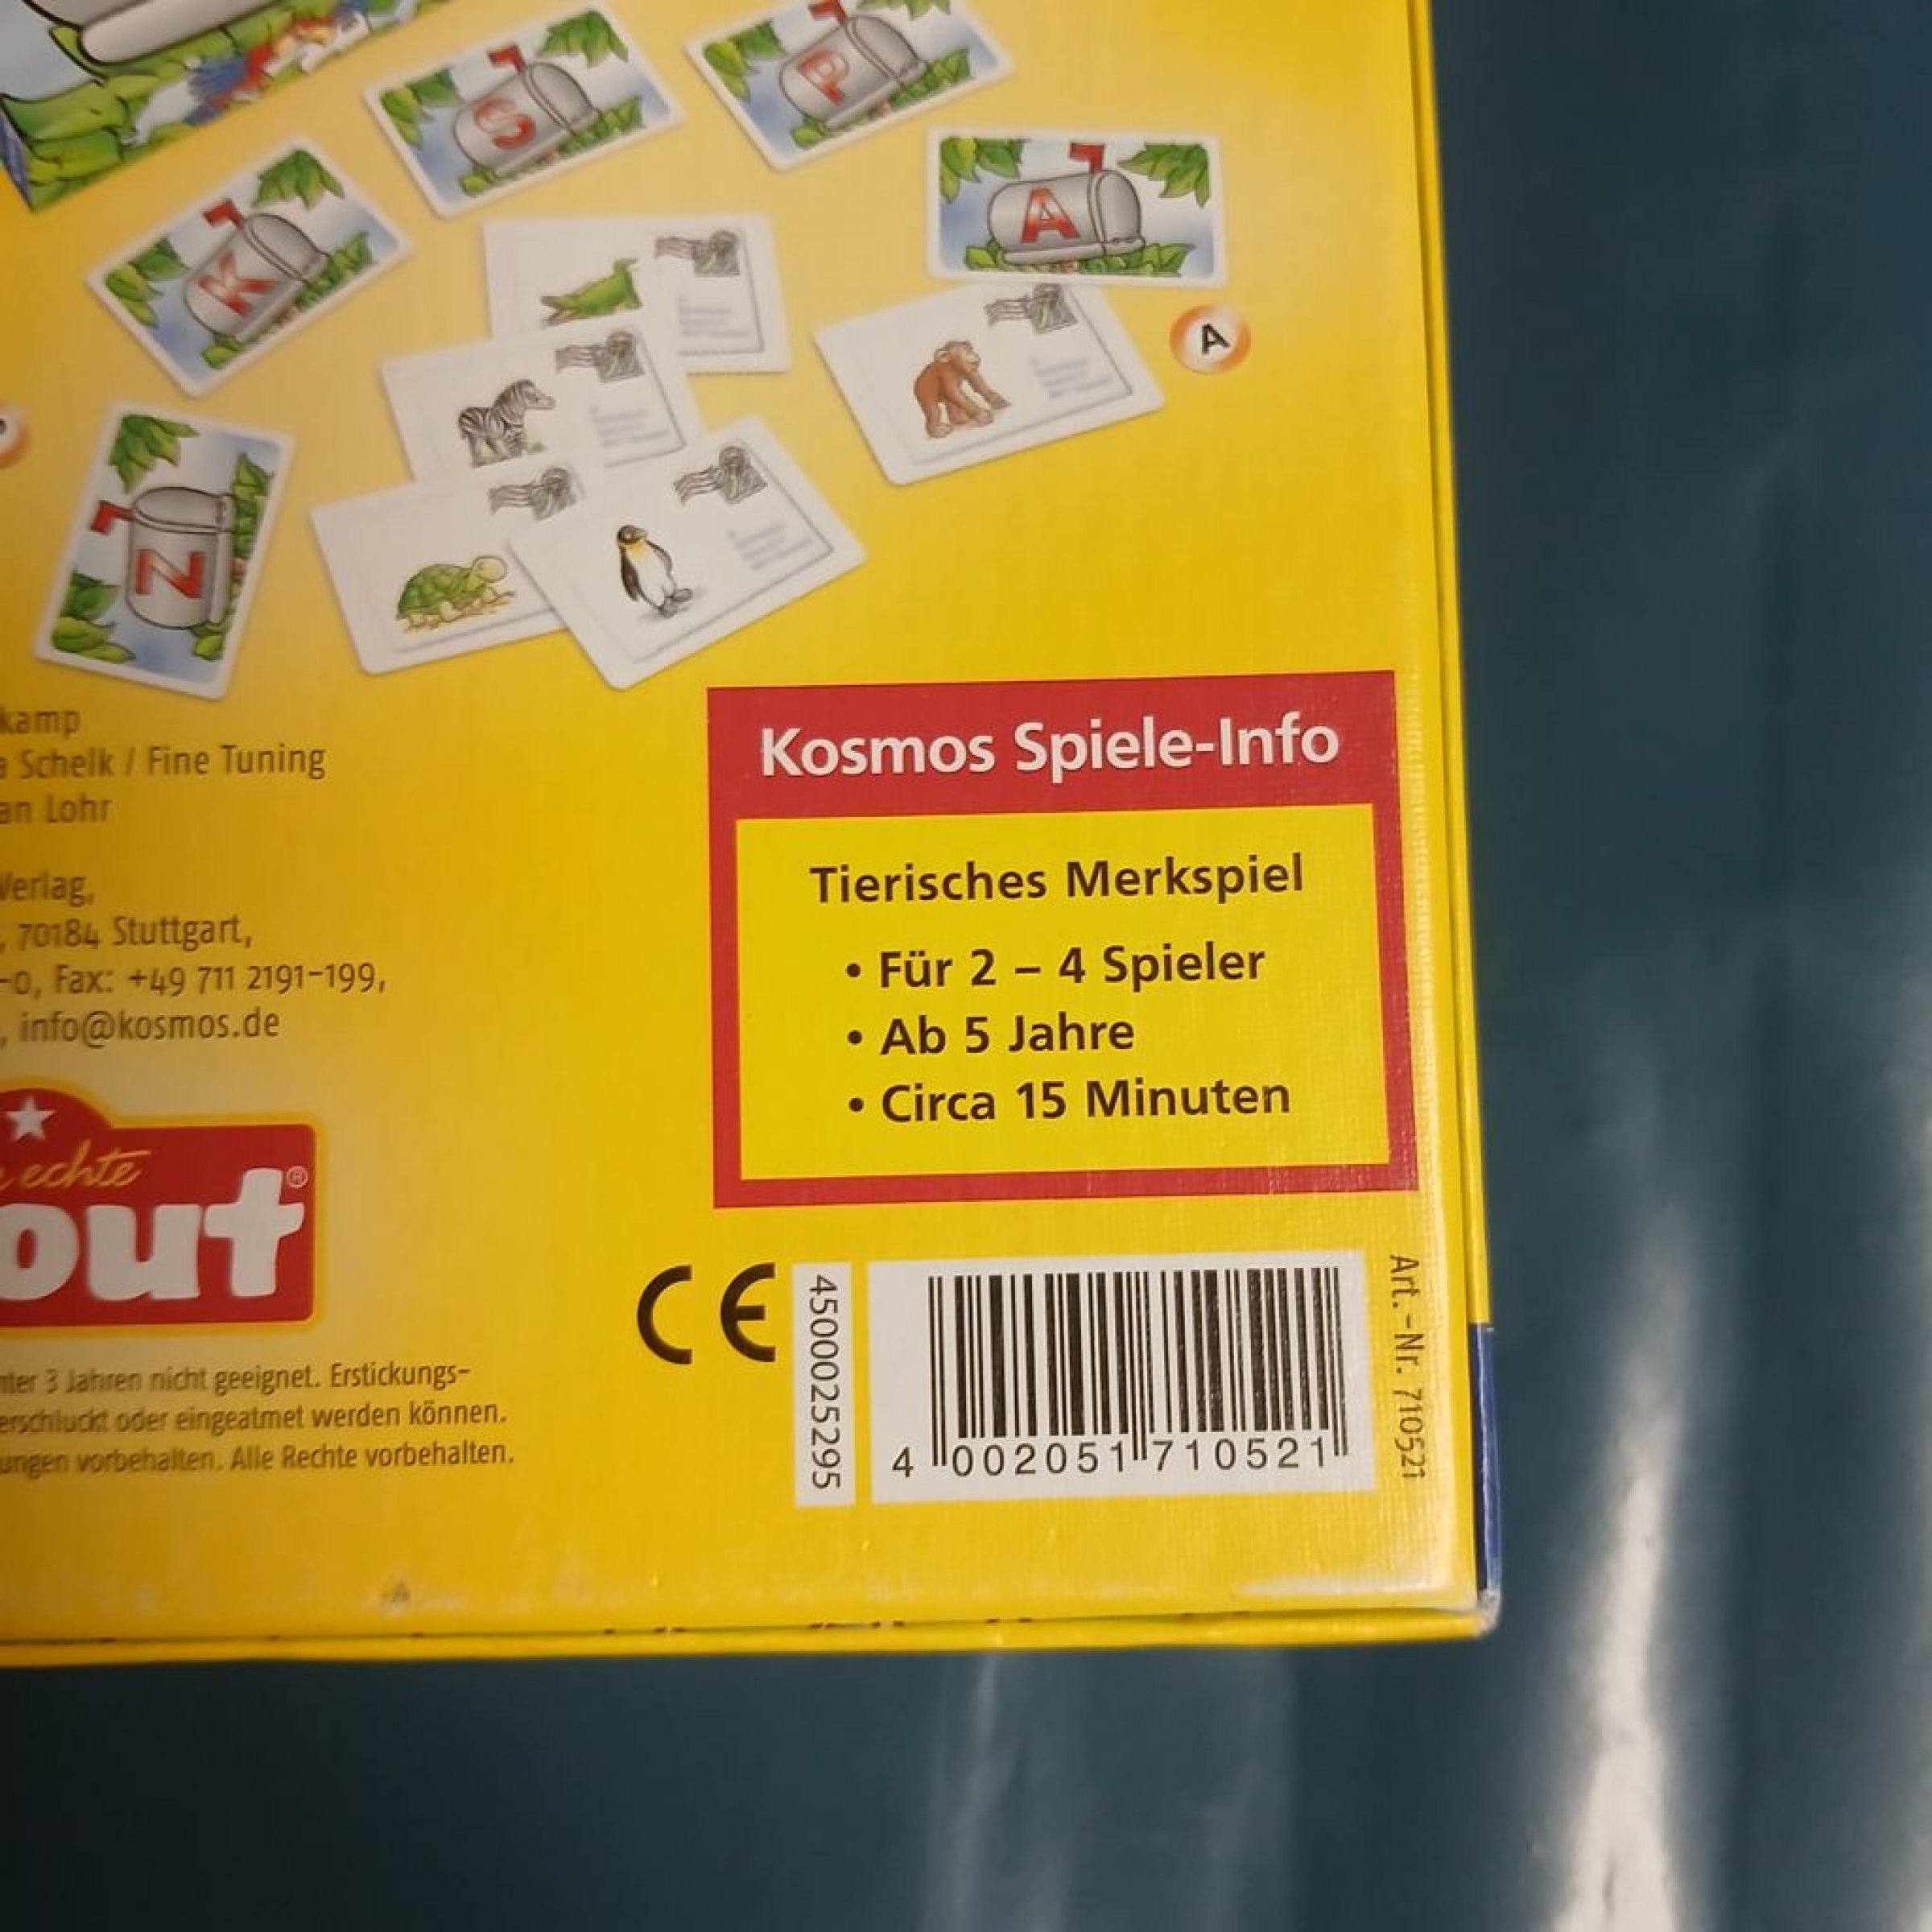 S
P
A
K
A
N
kamp
Schelk / Fine Tuning
an Lohr
Verlag,
, 70184 Stuttgart,
-0, Fax: +49 711 2191-199,
, info@kosmos.de
echte
out®
Kosmos Spiele-Info
Tierisches Merkspiel
• Für 2 – 4 Spieler
• Ab 5 Jahre
• Circa 15 Minuten
nter 3 Jahren nicht geeignet. Erstickungs-
erschluckt oder eingeatmet werden können.
ungen vorbehalten. Alle Rechte vorbehalten.
CE
4500025295
4 002051 710521
Art.-Nr. 710521